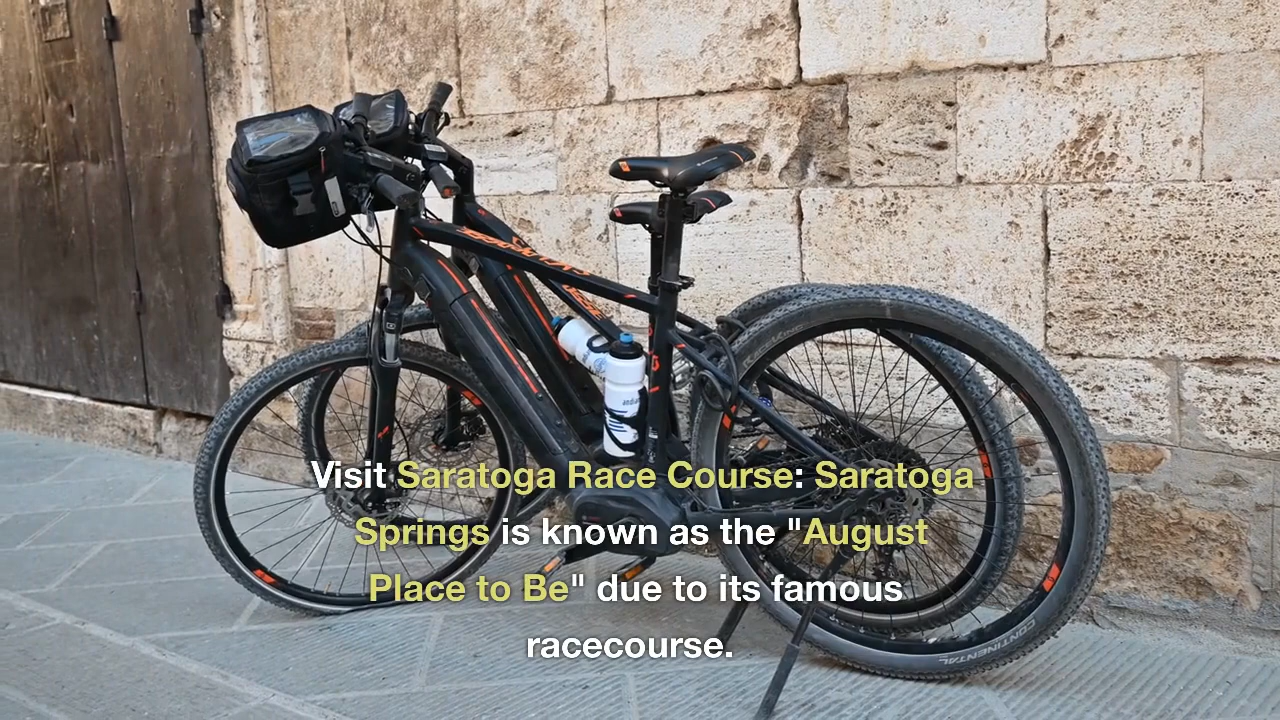 Visit Saratoga Race Course: Saratoga
Springs is known as the "August
Place to Be" due to its famous
racecourse.
CONTINENTAL